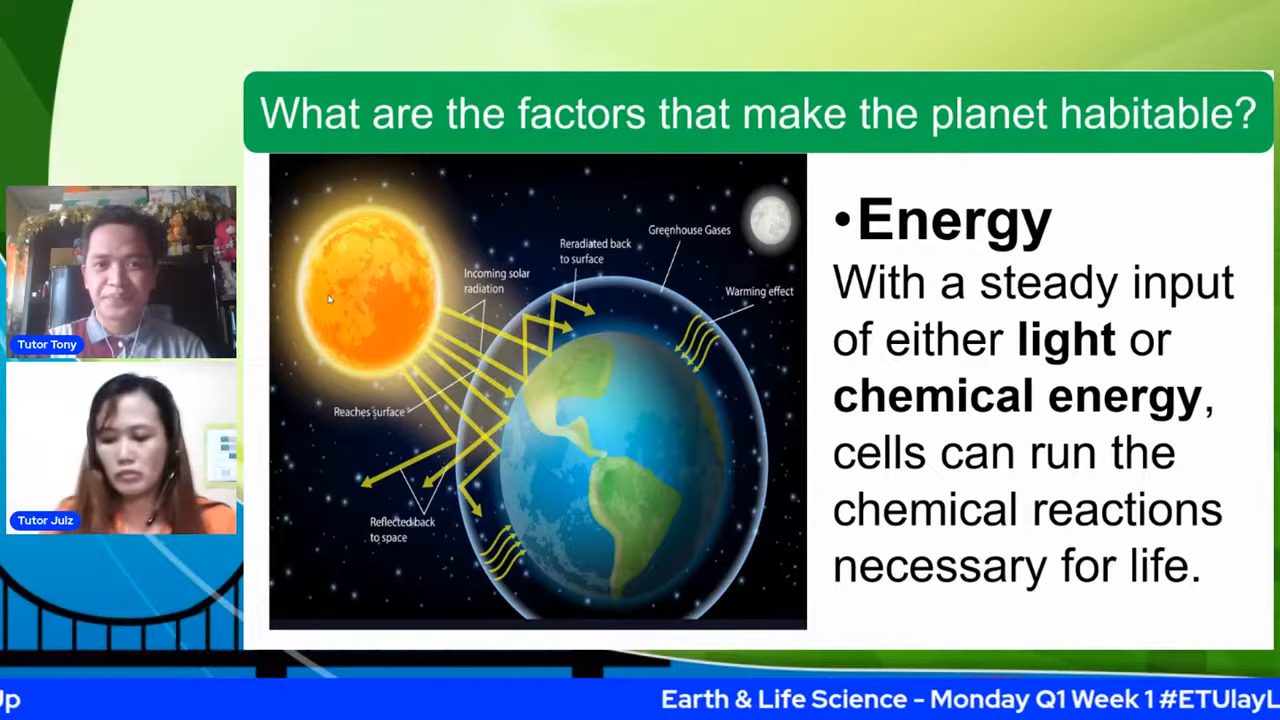 What are the factors that make the planet habitable?
Tutor Tony
Tutor Julz
Incoming solar
radiation
Reradiated back
to surface
Greenhouse Gases
Warming effect
Reaches surface
Reflected back
to space
•Energy
With a steady input
of either light or
chemical energy,
cells can run the
chemical reactions
necessary for life.
Up
Earth & Life Science - Monday Q1 Week 1 #ETUlayL